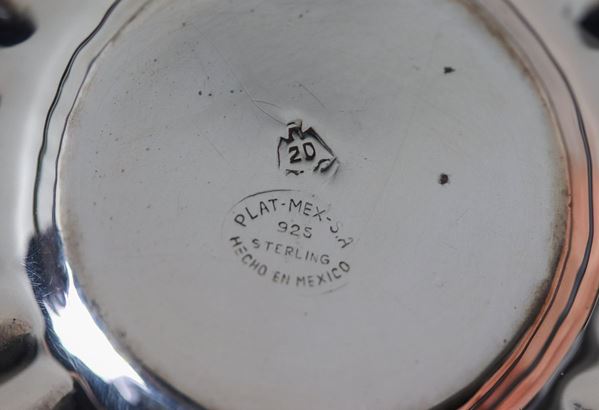 20
PLAT-MEX-S A
925
STERLING
HECHO EN MEXICO